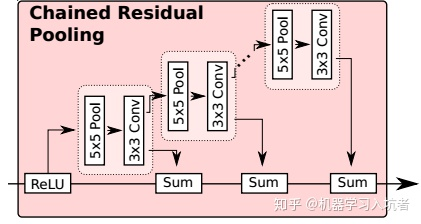 Chained Residual
Pooling
5x5 Pool
3x3 Conv
5x5 Pool
3x3 Conv
5x5 Pool
3x3 Conv
ReLU
Sum
Sum
Sum
知乎 @机器学习入坑者